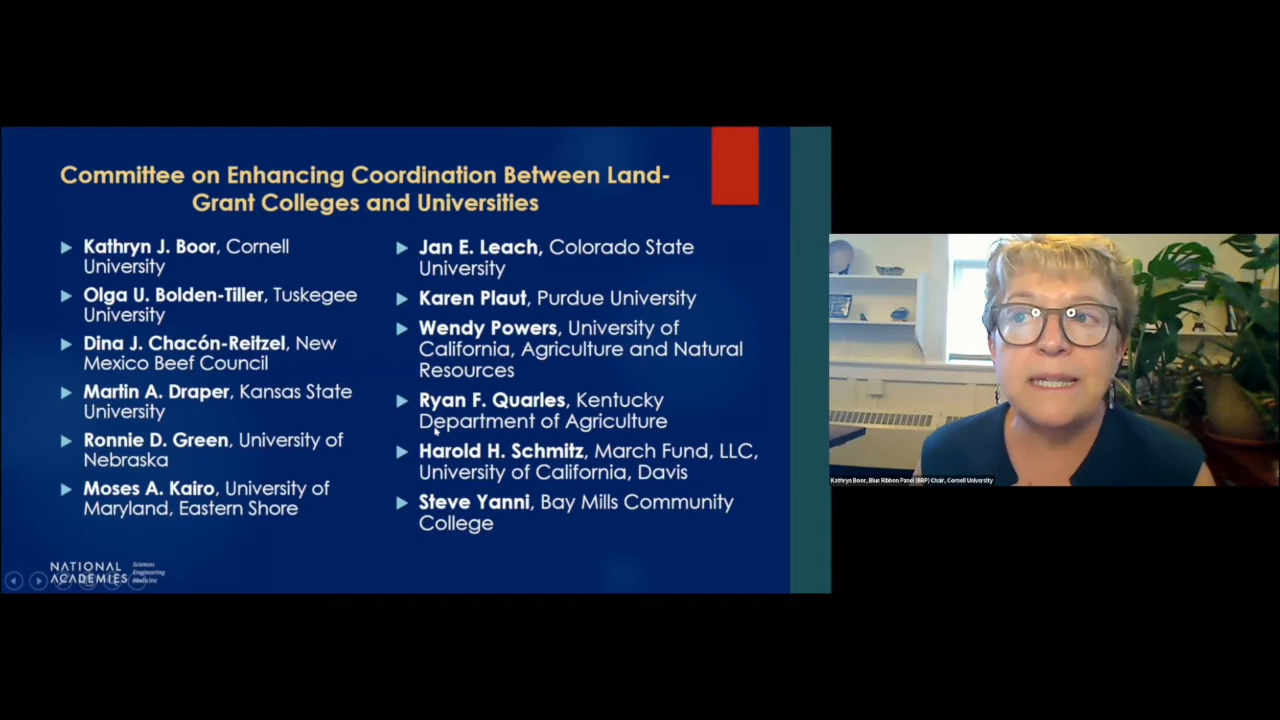 Committee on Enhancing Coordination Between Land-
Grant Colleges and Universities
Kathryn J. Boor, Cornell
University
Olga U. Bolden-Tiller, Tuskegee
University
Dina J. Chacón-Reitzel, New
Mexico Beef Council
Martin A. Draper, Kansas State
University
Ronnie D. Green, University of
Nebraska
Moses A. Kairo, University of
Maryland, Eastern Shore
Jan E. Leach, Colorado State
University
Karen Plaut, Purdue University
Wendy Powers, University of
California, Agriculture and Natural
Resources
Ryan F. Quarles, Kentucky
Department of Agriculture
Harold H. Schmitz, March Fund, LLC,
University of California, Davis
Steve Yanni, Bay Mills Community
College
NATIONAL
ACADEMIES
Sciences
Engineering
Medicine
Kathryn Boor, Blue Ribbon Panel (BRP) Chair, Cornell University